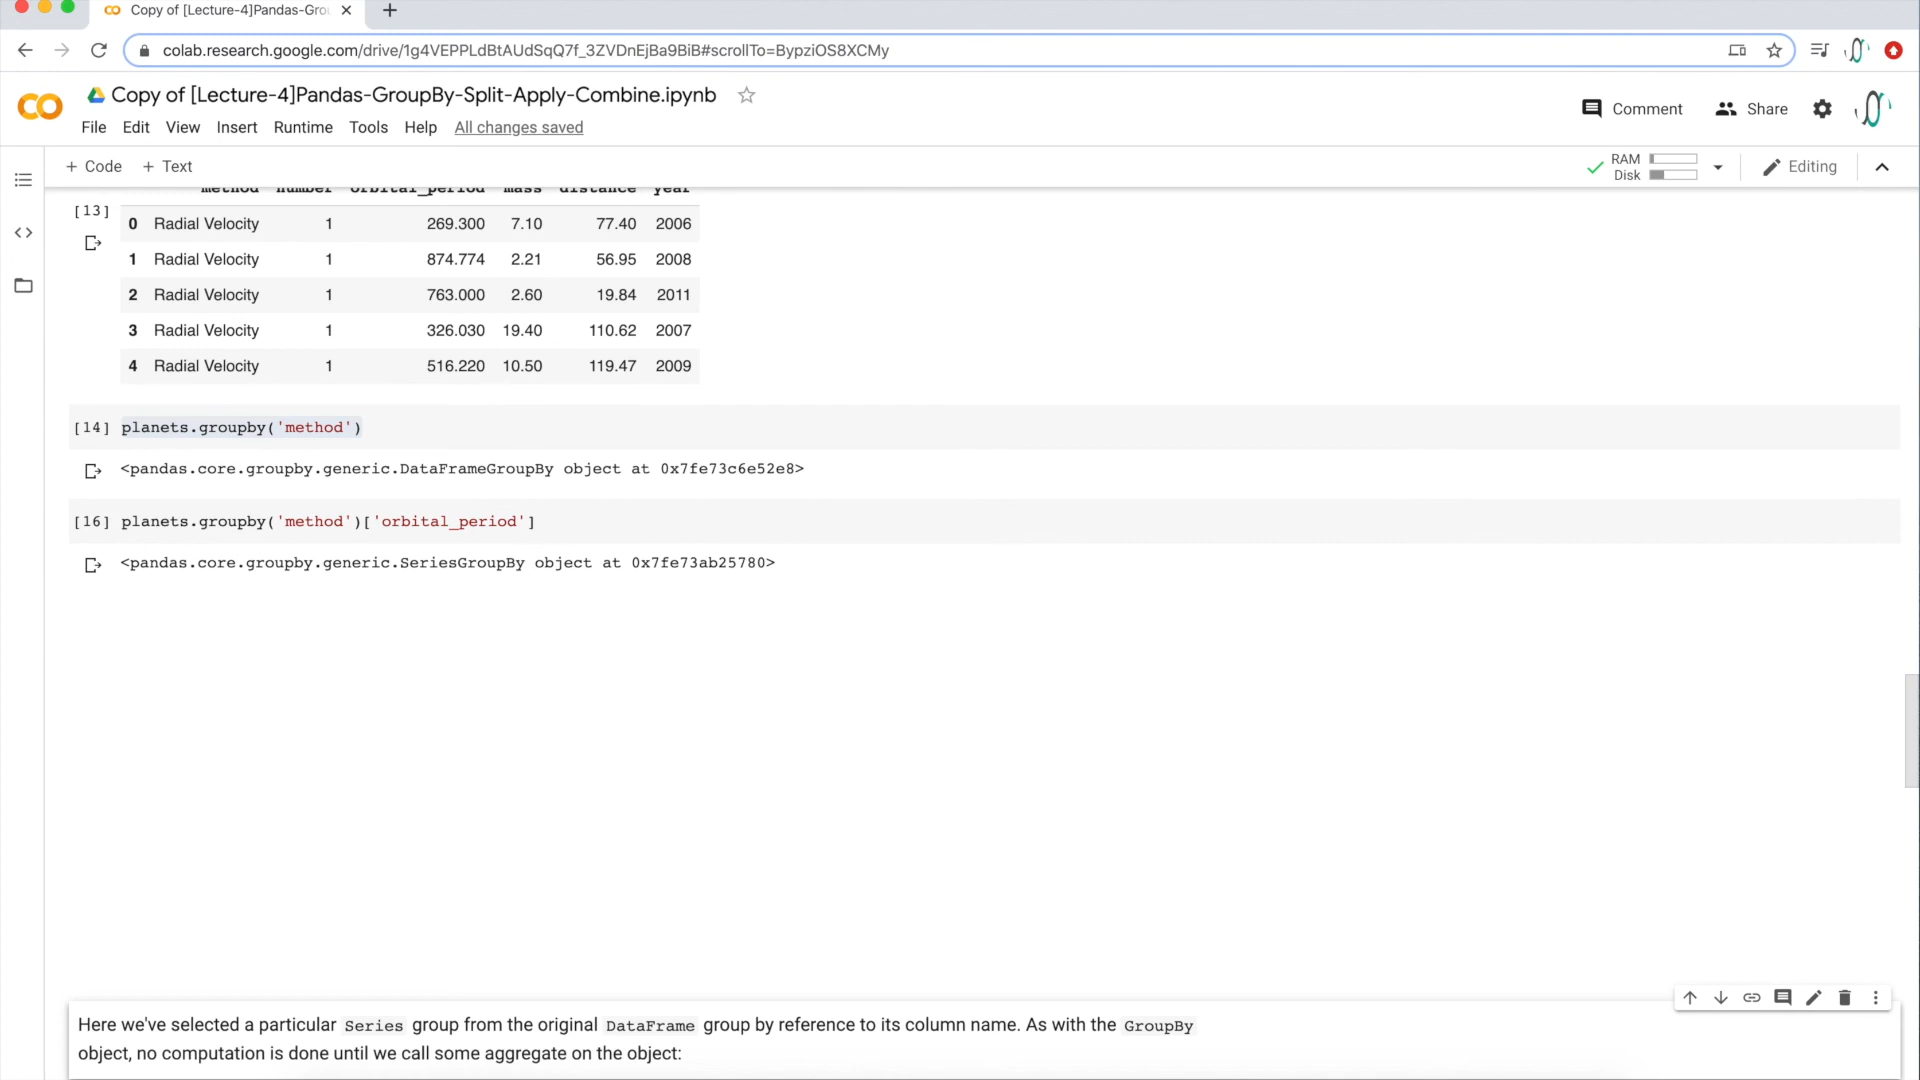 Copy of [Lecture-4]Pandas-Gro
colab.research.google.com/drive/1g4VEPPLdBtAUdSqQ7f_3ZVDnEjBa9BiB#scrollTo=BypziOS8XCMy
Copy of [Lecture-4]Pandas-GroupBy-Split-Apply-Combine.ipynb
Comment Share
File Edit View Insert Runtime Tools Help All changes saved
+ Code + Text
RAM
Disk
Editing
method number orbital_period mass distance year
[13]
0 Radial Velocity 1 269.300 7.10 77.40 2006
1 Radial Velocity 1 874.774 2.21 56.95 2008
2 Radial Velocity 1 763.000 2.60 19.84 2011
3 Radial Velocity 1 326.030 19.40 110.62 2007
4 Radial Velocity 1 516.220 10.50 119.47 2009
[14] planets.groupby('method')
<pandas.core.groupby.generic.DataFrameGroupBy object at 0x7fe73c6e52e8>
[16] planets.groupby('method')['orbital_period']
<pandas.core.groupby.generic.SeriesGroupBy object at 0x7fe73ab25780>
Here we've selected a particular Series group from the original DataFrame group by reference to its column name. As with the GroupBy
object, no computation is done until we call some aggregate on the object: